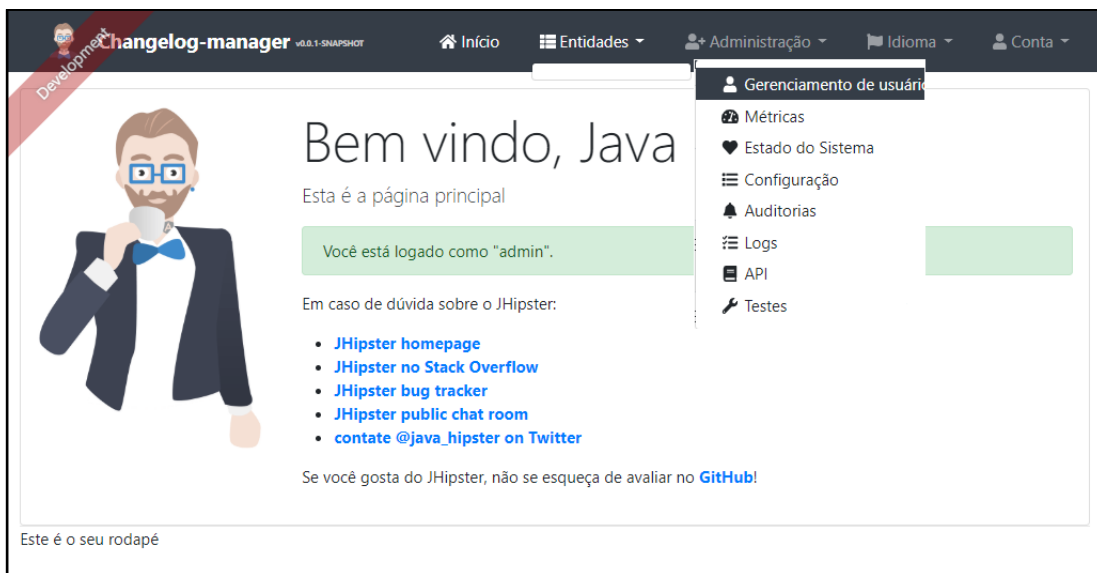 Development
Changelog-manager v0.0.1-SNAPSHOT Início Entidades Administração Idioma Conta
Gerenciamento de usuári
Métricas
Estado do Sistema
Configuração
Auditorias
Logs
API
Testes
Bem vindo, Java
Esta é a página principal
Você está logado como "admin".
Em caso de dúvida sobre o JHipster:
JHipster homepage
JHipster no Stack Overflow
JHipster bug tracker
JHipster public chat room
contate @java_hipster on Twitter
Se você gosta do JHipster, não se esqueça de avaliar no GitHub!
Este é o seu rodapé